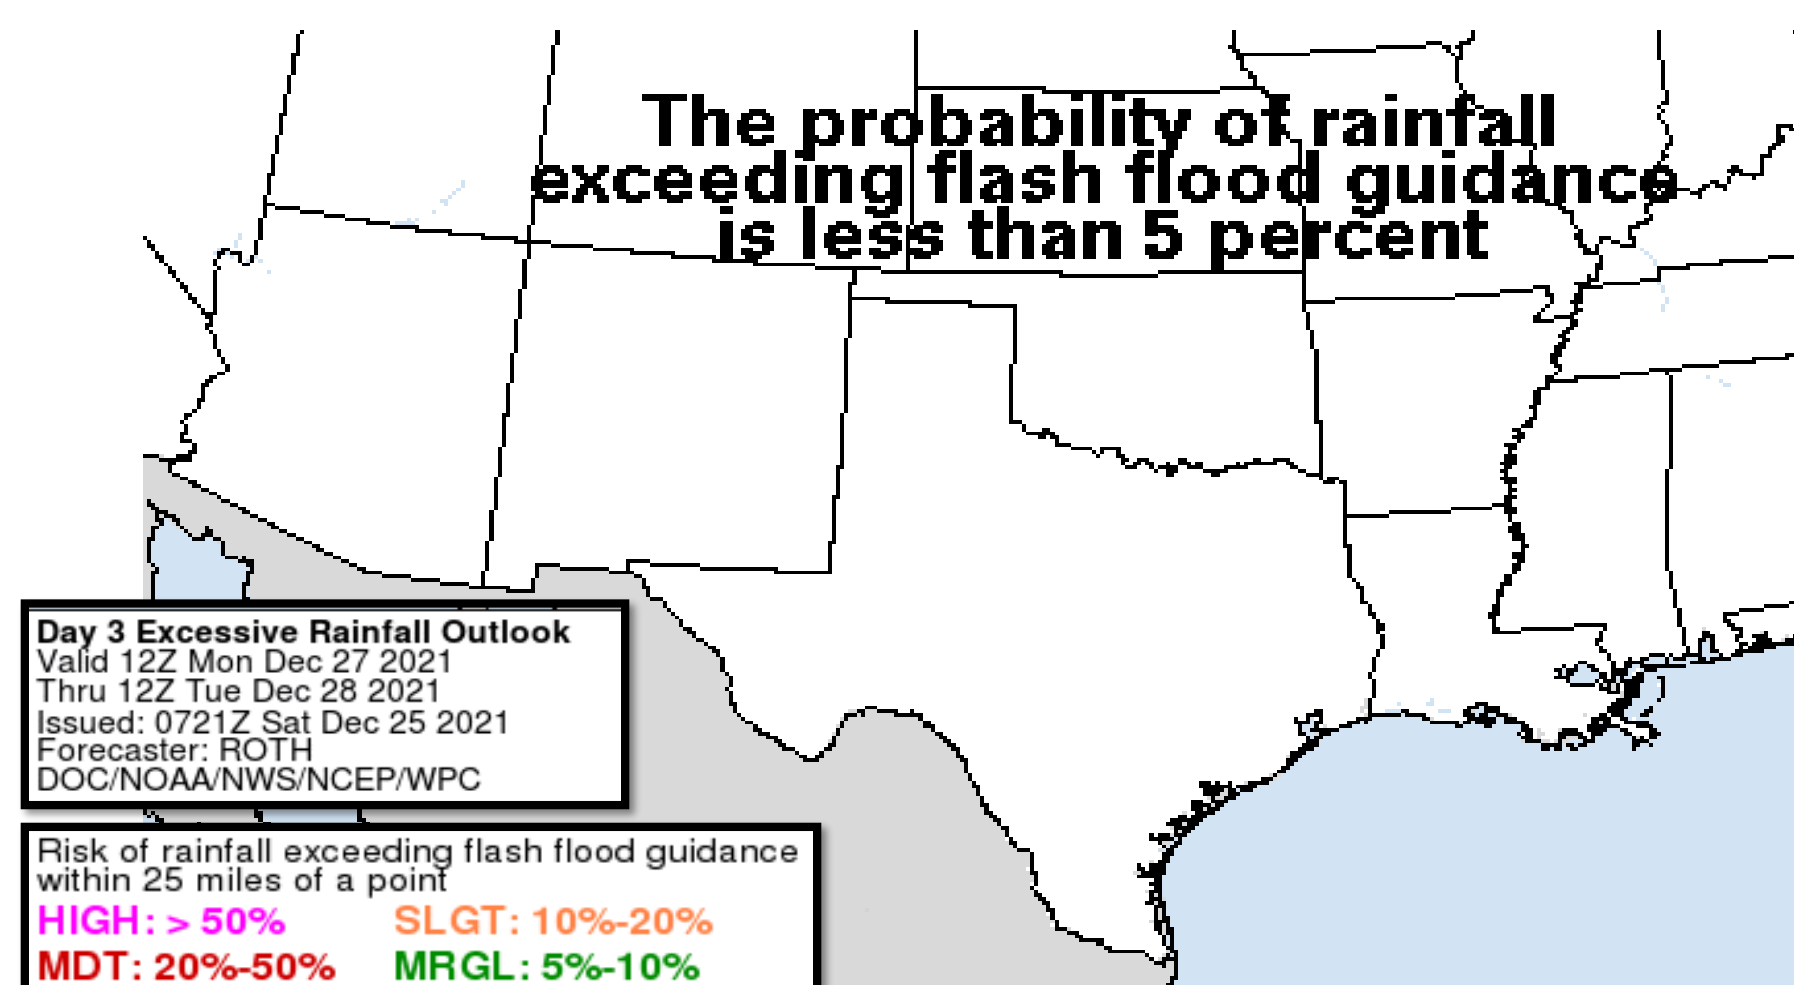 The probability of rainfall
exceeding flash flood guidance
is less than 5 percent
Day 3 Excessive Rainfall Outlook
Valid 12Z Mon Dec 27 2021
Thru 12Z Tue Dec 28 2021
Issued: 0721Z Sat Dec 25 2021
Forecaster: ROTH
DOC/NOAA/NWS/NCEP/WPC
Risk of rainfall exceeding flash flood guidance
within 25 miles of a point
HIGH: > 50% SLGT: 10%-20%
MDT: 20%-50% MRGL: 5%-10%